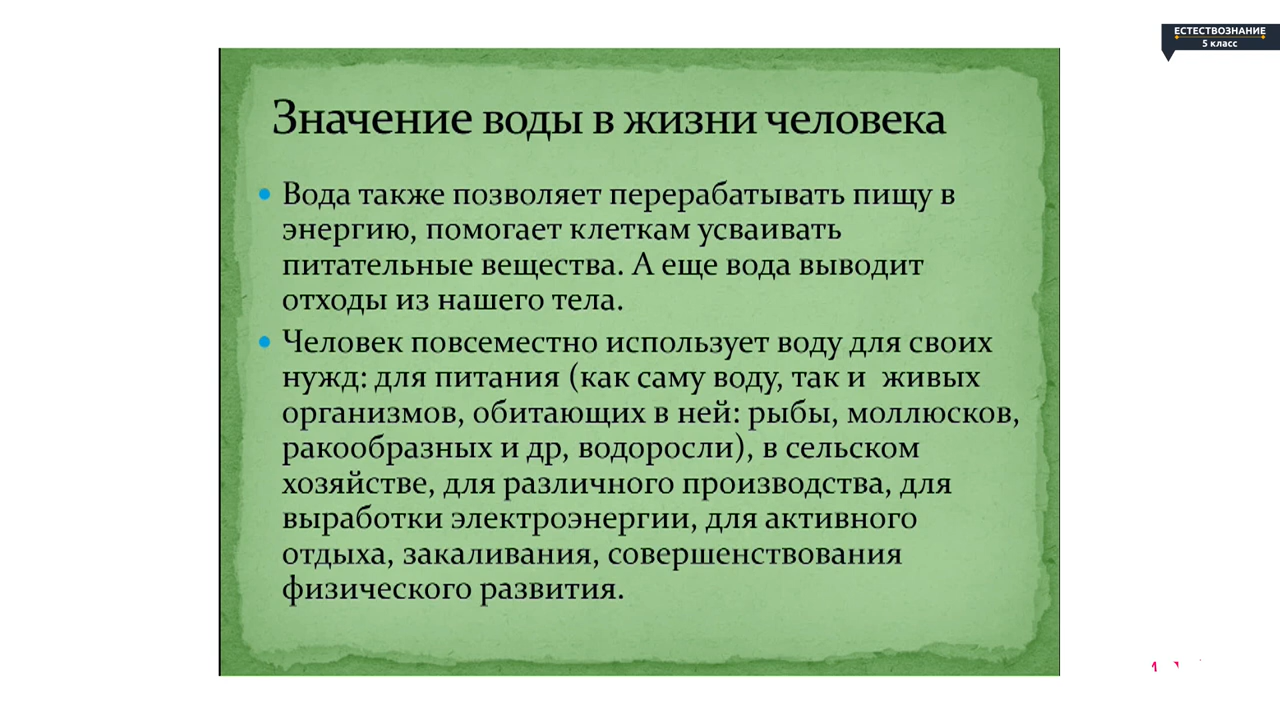 ЕСТЕСТВОЗНАНИЕ
5 класс
Значение воды в жизни человека
• Вода также позволяет перерабатывать пищу в
энергию, помогает клеткам усваивать
питательные вещества. А еще вода выводит
отходы из нашего тела.
• Человек повсеместно использует воду для своих
нужд: для питания (как саму воду, так и  живых
организмов, обитающих в ней: рыбы, моллюсков,
ракообразных и др, водоросли), в сельском
хозяйстве, для различного производства, для
выработки электроэнергии, для активного
отдыха, закаливания, совершенствования
физического развития.